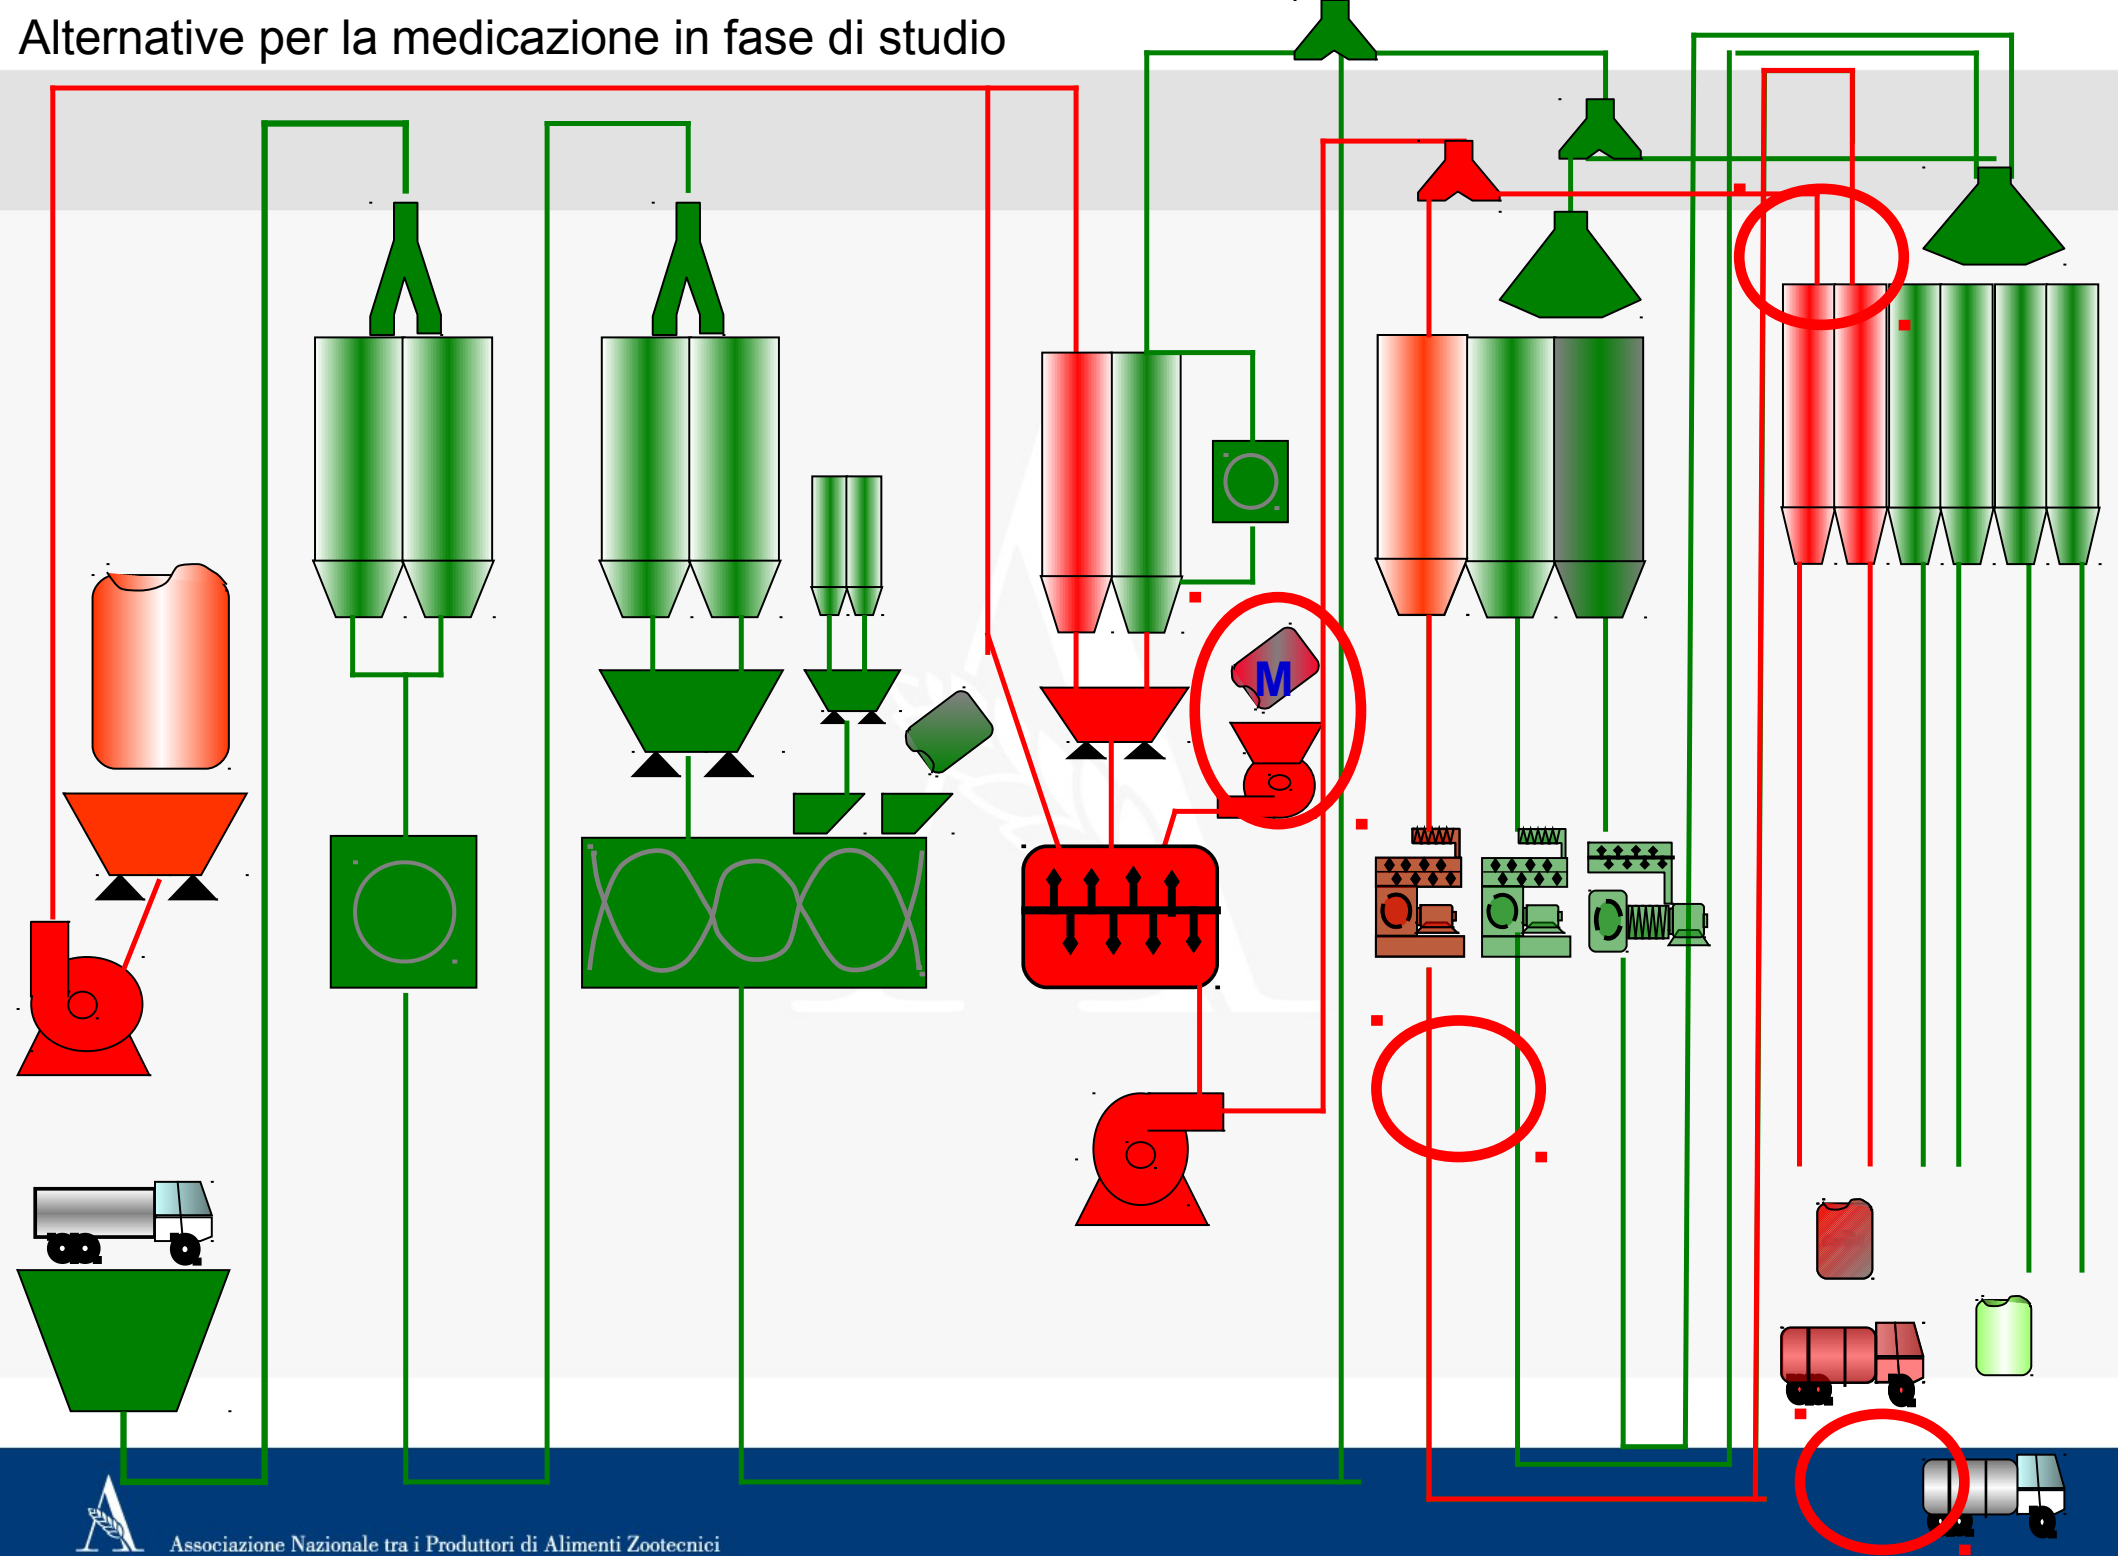 Alternative per la medicazione in fase di studio
M
Associazione Nazionale tra i Produttori di Alimenti Zootecnici